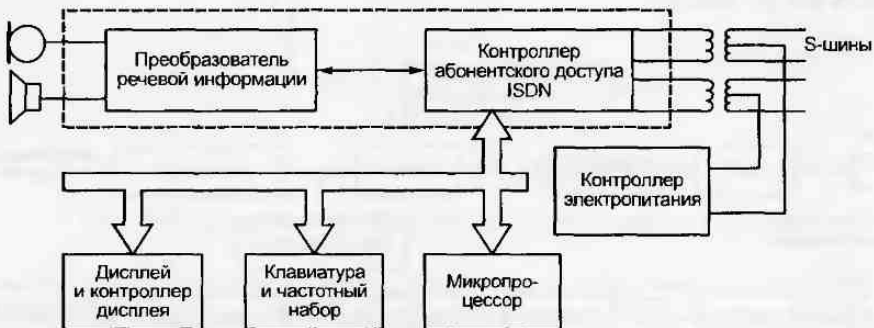 Преобразователь
речевой информации
Контроллер
абонентского доступа
ISDN
S-шины
Контроллер
электропитания
Дисплей
и контроллер
дисплея
Клавиатура
и частотный
набор
Микропро-
цессор